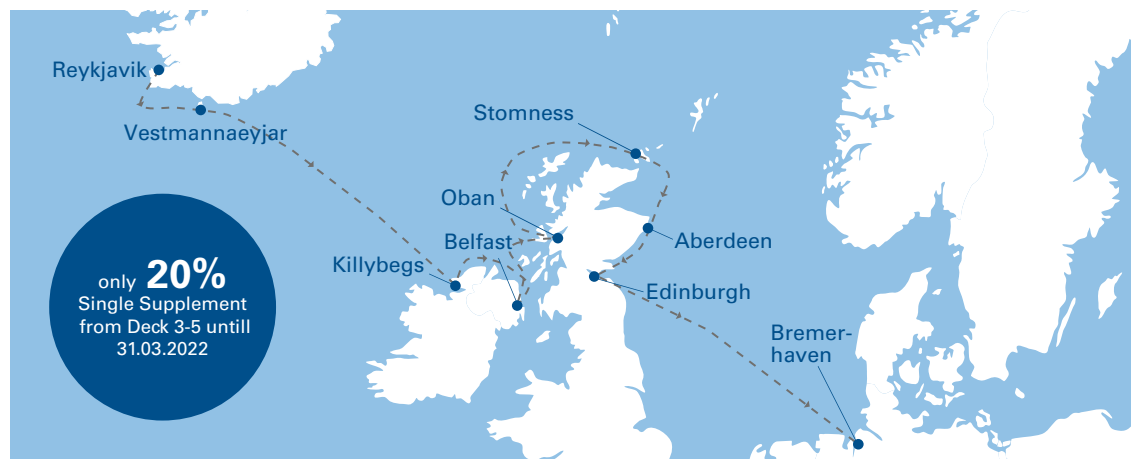 Reykjavik
Vestmannaeyjar
Stomness
Oban
Belfast
Killybegs
Aberdeen
Edinburgh
Bremer-
haven
only 20%
Single Supplement
from Deck 3-5 untill
31.03.2022